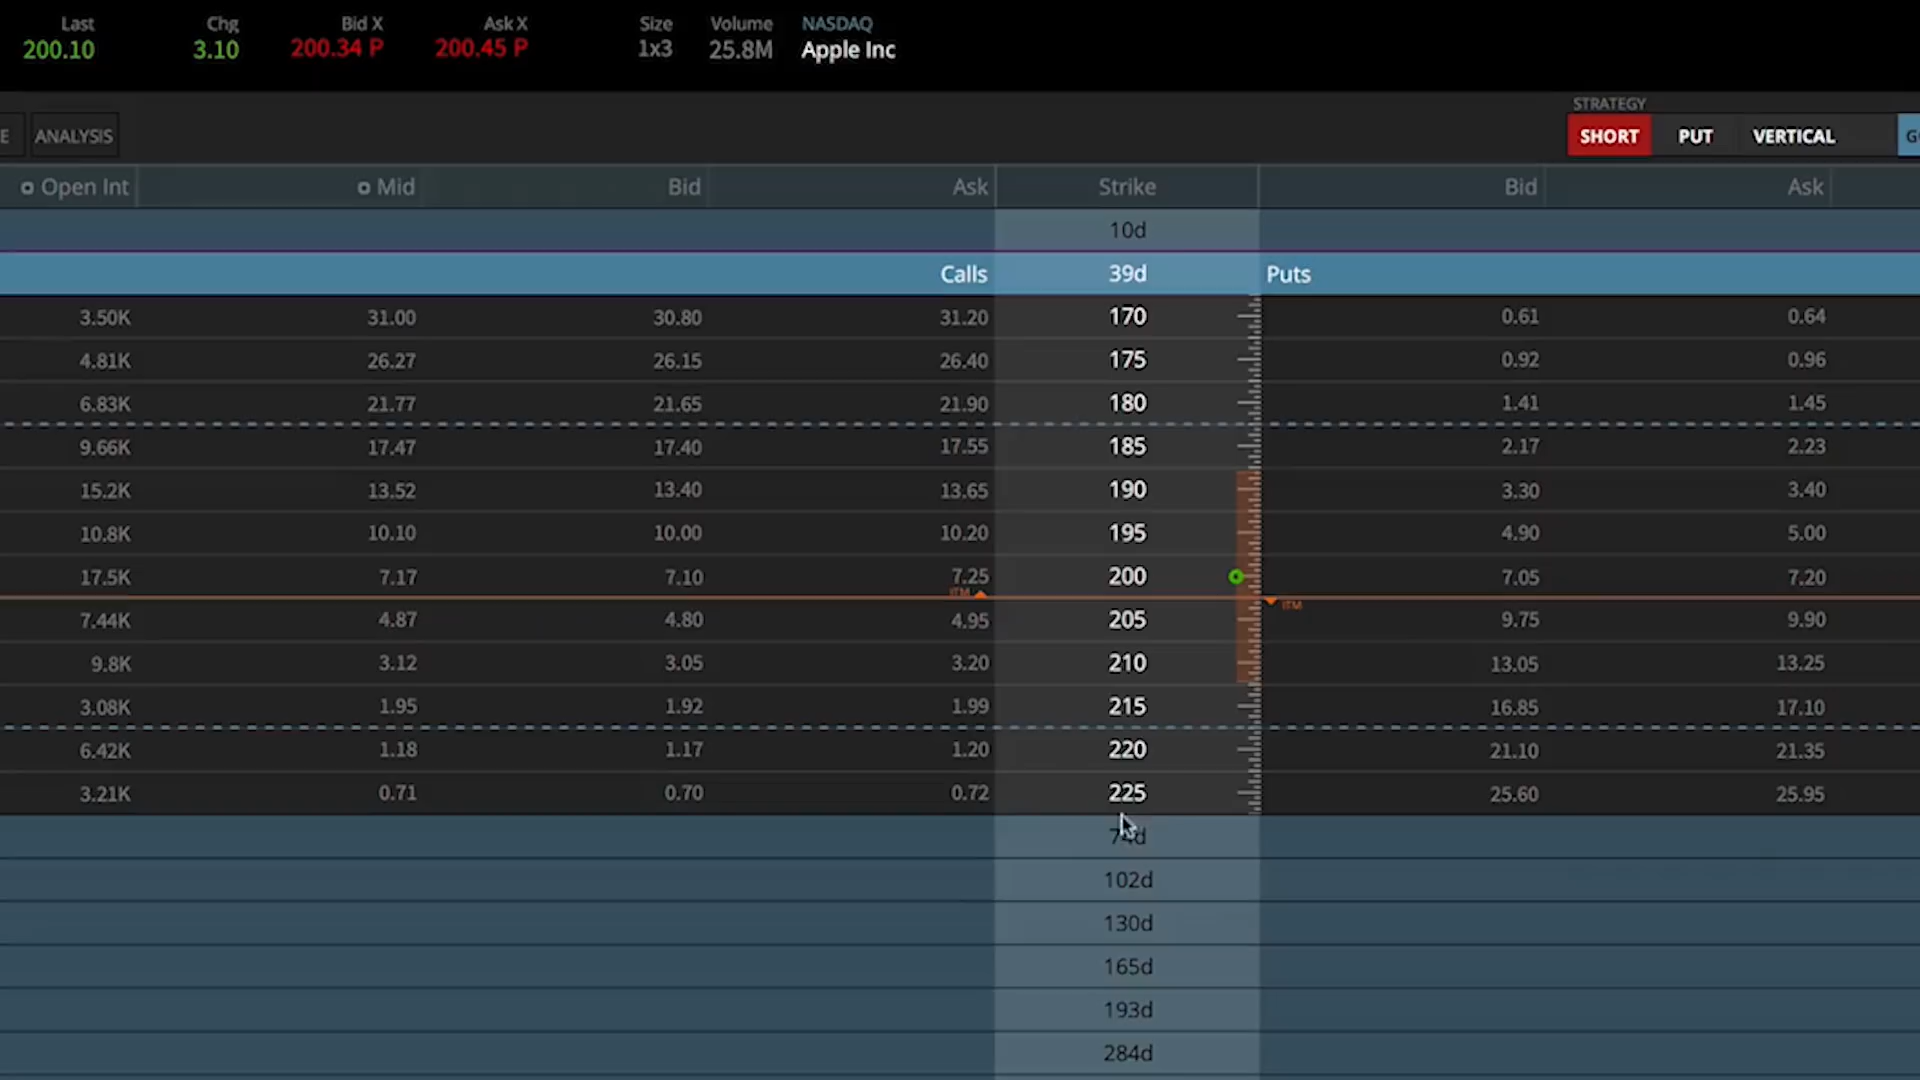 Last Chg Bid X Ask X Size Volume NASDAQ
200.10 3.10 200.34 P 200.45 P 1x3 25.8M Apple Inc
STRATEGY
E ANALYSIS SHORT PUT VERTICAL G
Open Int Mid Bid Ask Strike Bid Ask
10d
Calls 39d Puts
3.50K 31.00 30.80 31.20 170 0.61 0.64
4.81K 26.27 26.15 26.40 175 0.92 0.96
6.83K 21.77 21.65 21.90 180 1.41 1.45
9.66K 17.47 17.40 17.55 185 2.17 2.23
15.2K 13.52 13.40 13.65 190 3.30 3.40
10.8K 10.10 10.00 10.20 195 4.90 5.00
17.5K 7.17 7.10 7.25 200 7.05 7.20
ITM ITM
7.44K 4.87 4.80 4.95 205 9.75 9.90
9.8K 3.12 3.05 3.20 210 13.05 13.25
3.08K 1.95 1.92 1.99 215 16.85 17.10
6.42K 1.18 1.17 1.20 220 21.10 21.35
3.21K 0.71 0.70 0.72 225 25.60 25.95
74d
102d
130d
165d
193d
284d